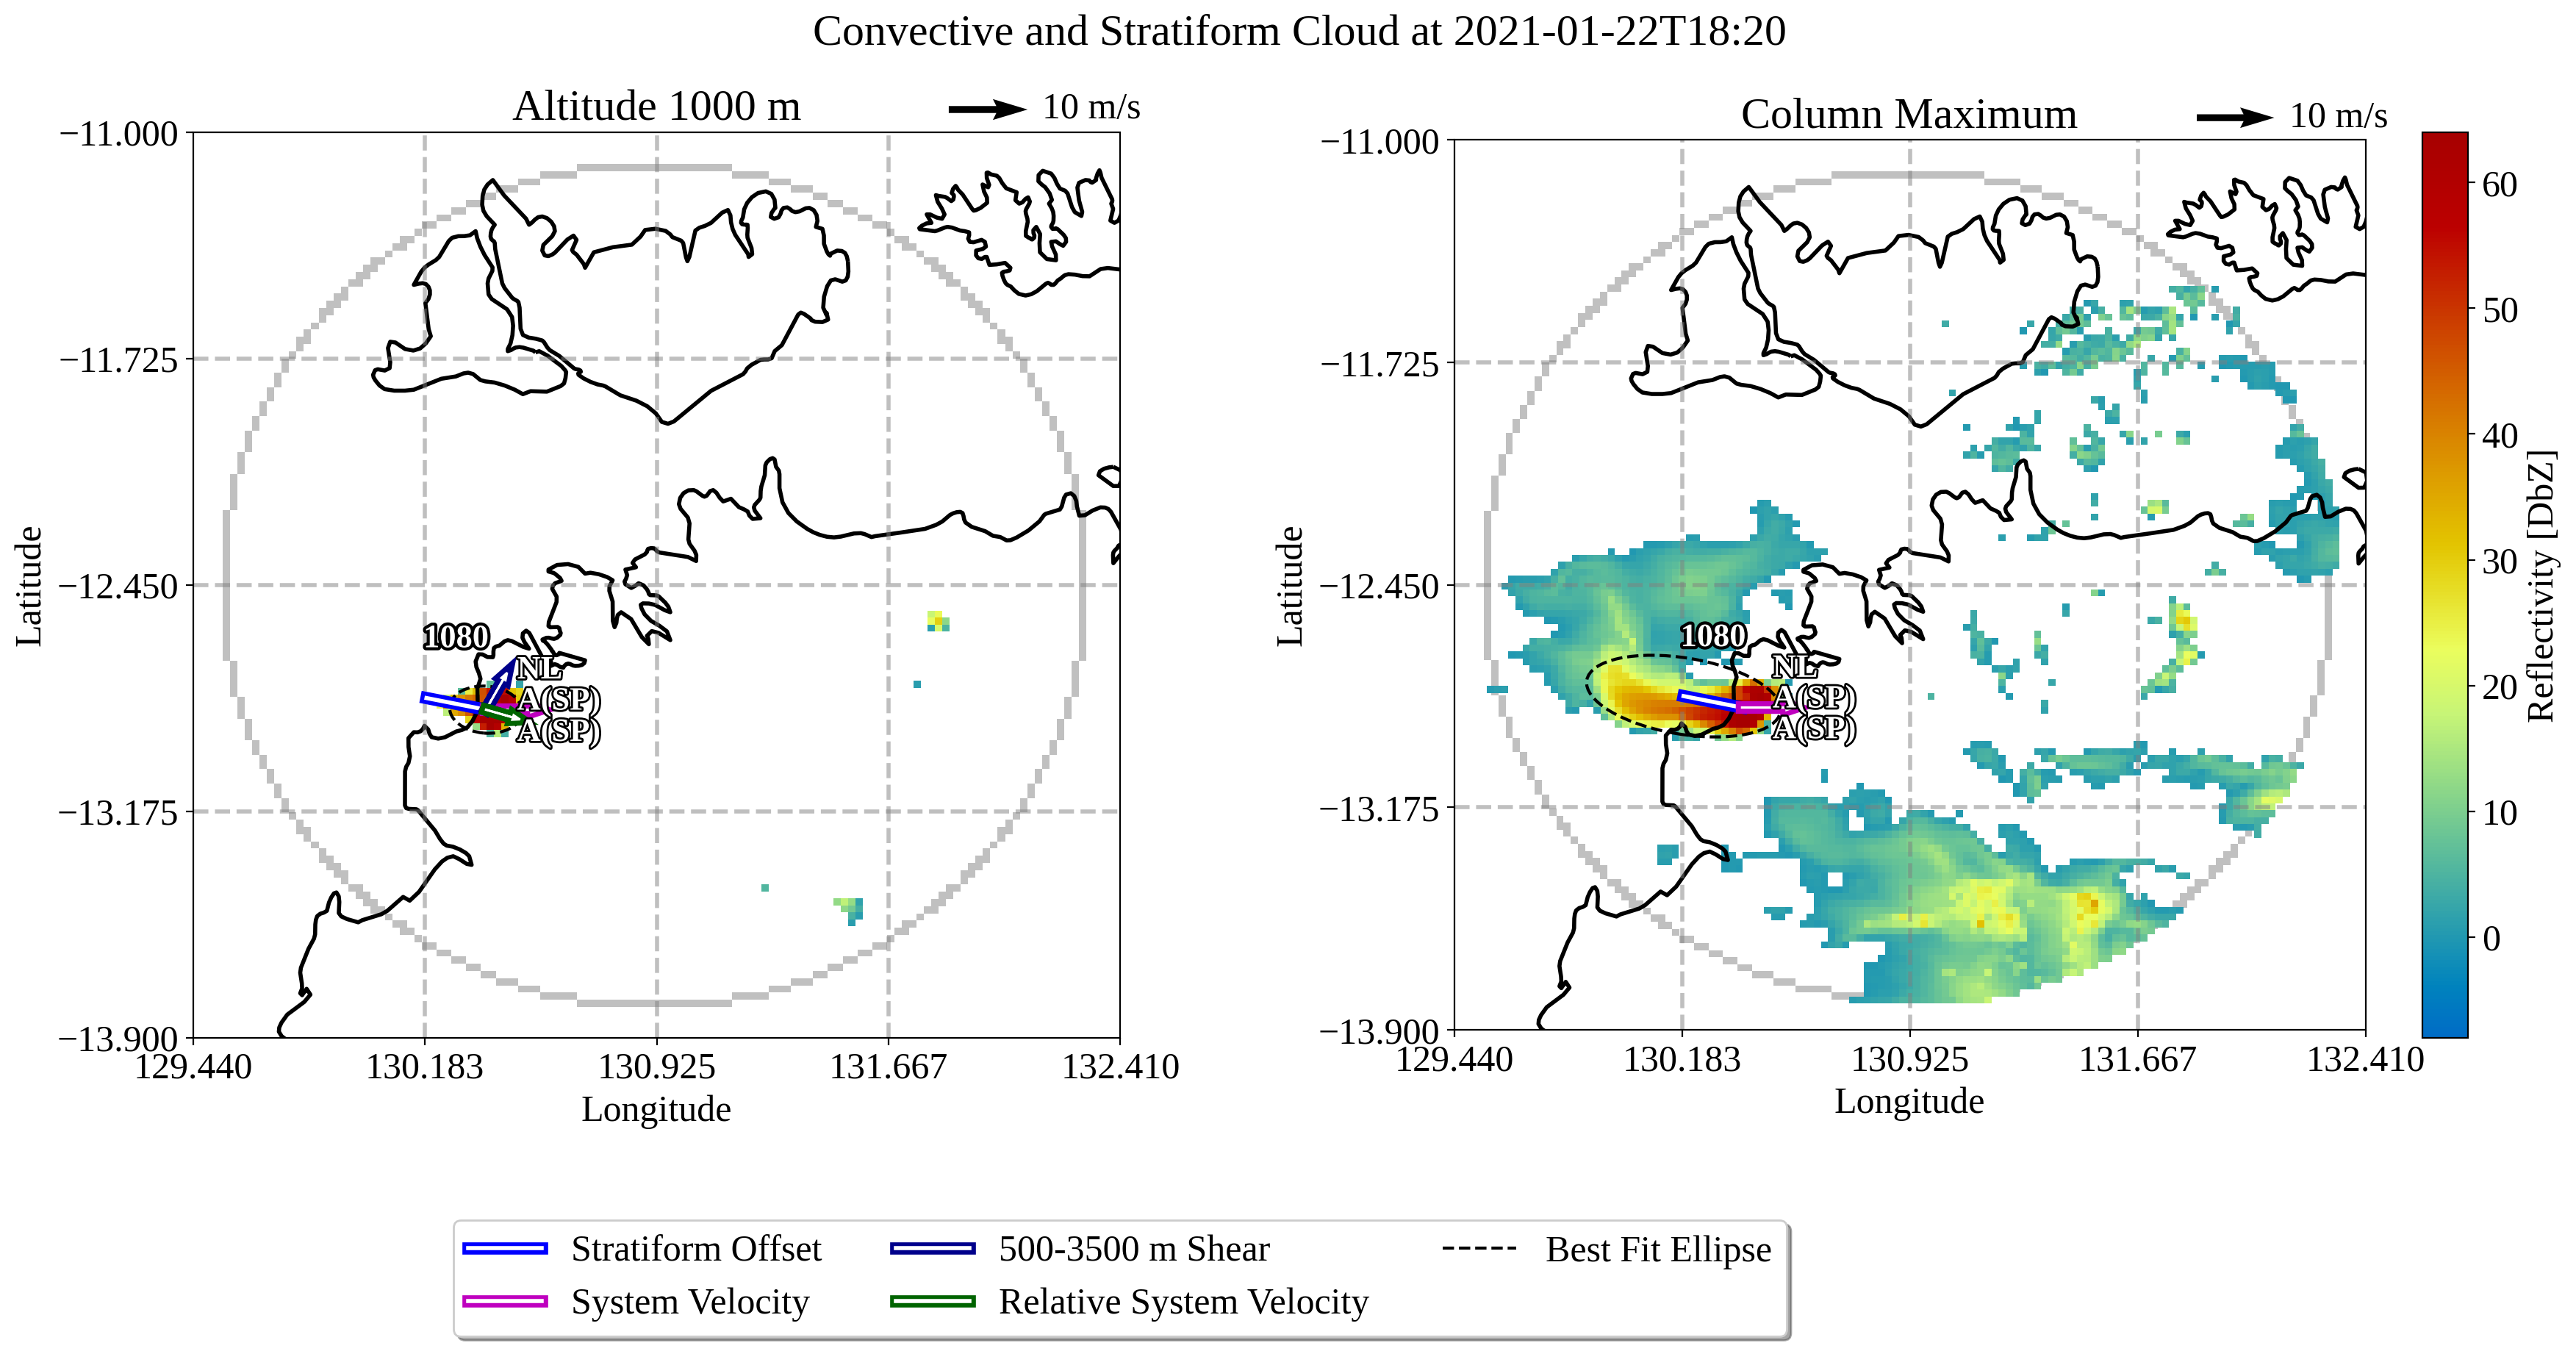 Convective and Stratiform Cloud at 2021-01-22T18:20
Altitude 1000 m
10 m/s
−11.000
−11.725
−12.450
−13.175
−13.900
Latitude
129.440
130.183
130.925
131.667
132.410
Longitude
1080
NL
A(SP)
A(SP)
Column Maximum
10 m/s
−11.000
−11.725
−12.450
−13.175
−13.900
Latitude
129.440
130.183
130.925
131.667
132.410
Longitude
1080
NL
A(SP)
A(SP)
60
50
40
30
20
10
0
Reflectivity [DbZ]
Stratiform Offset
System Velocity
500-3500 m Shear
Relative System Velocity
Best Fit Ellipse